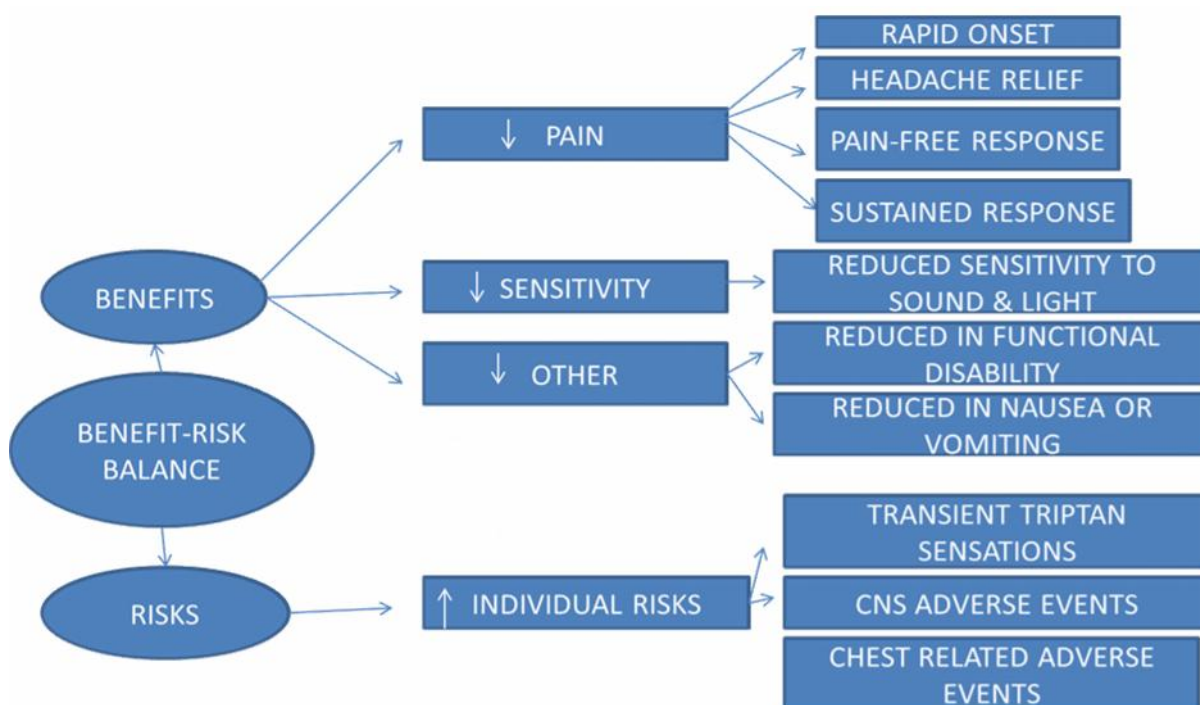 RAPID ONSET
HEADACHE RELIEF
↓ PAIN
PAIN-FREE RESPONSE
SUSTAINED RESPONSE
BENEFITS
↓ SENSITIVITY
REDUCED SENSITIVITY TO
SOUND & LIGHT
↓ OTHER
REDUCED IN FUNCTIONAL
DISABILITY
REDUCED IN NAUSEA OR
VOMITING
BENEFIT-RISK
BALANCE
RISKS
↑ INDIVIDUAL RISKS
TRANSIENT TRIPTAN
SENSATIONS
CNS ADVERSE EVENTS
CHEST RELATED ADVERSE
EVENTS